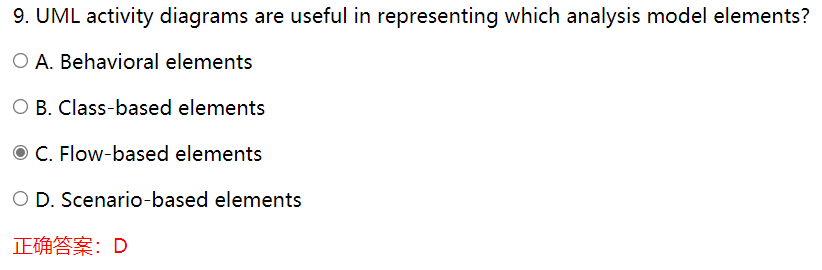 9. UML activity diagrams are useful in representing which analysis model elements?
A. Behavioral elements
B. Class-based elements
C. Flow-based elements
D. Scenario-based elements
正确答案：D